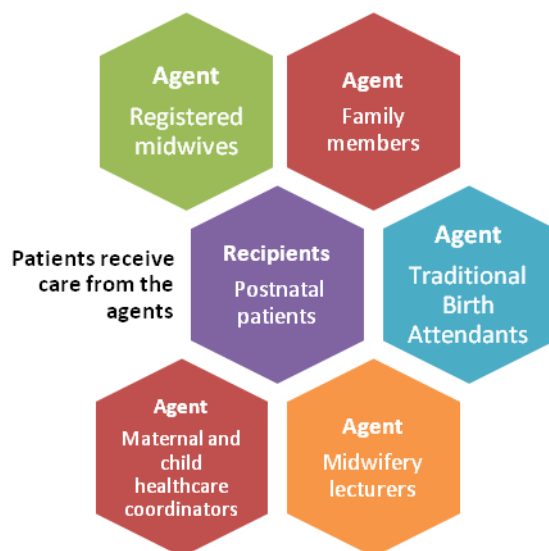 Agent
Registered
midwives
Agent
Family
members
Patients receive
care from the
agents
Recipients
Postnatal
patients
Agent
Traditional
Birth
Attendants
Agent
Maternal and
child
healthcare
coordinators
Agent
Midwifery
lecturers